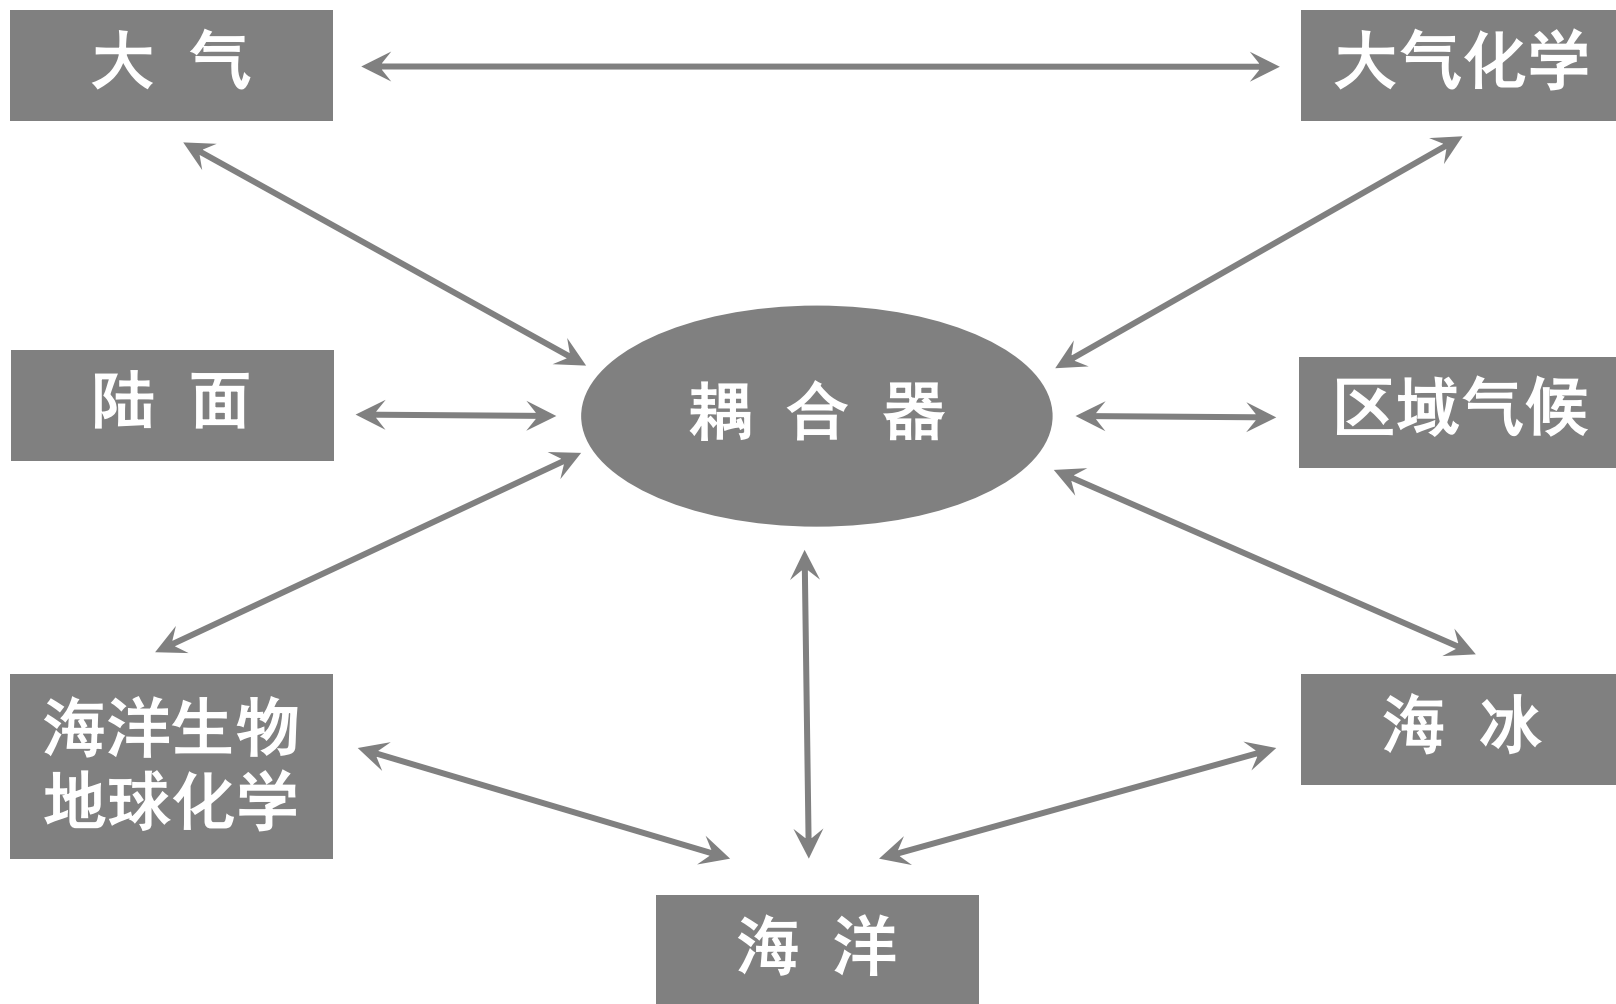 大 气
大气化学
陆 面
耦 合 器
区域气候
海洋生物
地球化学
海 冰
海 洋